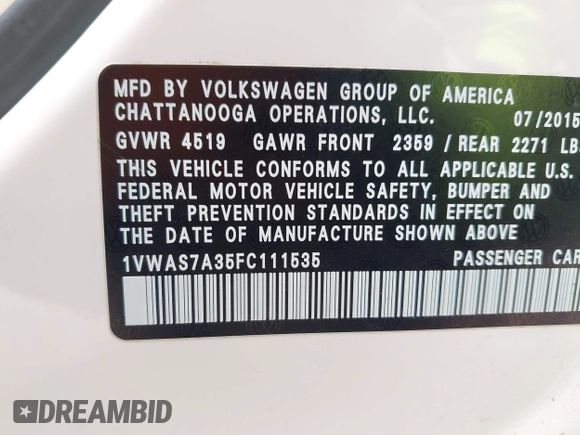 MFD BY VOLKSWAGEN GROUP OF AMERICA
CHATTANOOGA OPERATIONS, LLC. 07/2015
GVWR 4519 GAWR FRONT 2359/REAR 2271 LB
THIS VEHICLE CONFORMS TO ALL APPLICABLE U.S.
FEDERAL MOTOR VEHICLE SAFETY, BUMPER AND
THEFT PREVENTION STANDARDS IN EFFECT ON
THE DATE OF MANUFACTURE SHOWN ABOVE
1VWAS7A35FC111535 PASSENGER CAR
DREAMBID